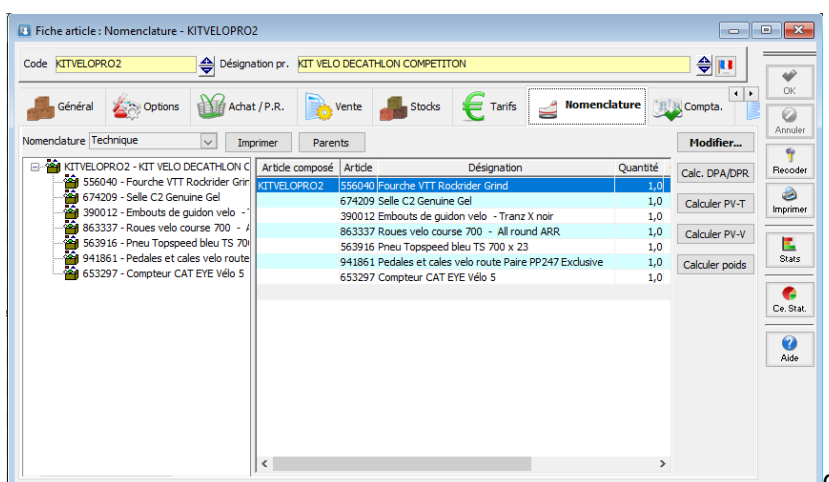 Fiche article : Nomenclature - KITVELOPRO2
Code KITVELOPRO2 Désignation pr. KIT VELO DECATHLON COMPETITON
Général Options Achat / P.R. Vente Stocks Tarifs Nomenclature Compta.
Nomenclature Technique Imprimer Parents Modifier...
KITVELOPRO2 - KIT VELO DECATHLON C
556040 - Fourche VTT Rockrider Grin
674209 - Selle C2 Genuine Gel
390012 - Embouts de guidon velo -
863337 - Roues velo course 700 - A
563916 - Pneu Topspeed bleu TS 700
941861 - Pedales et cales velo route
653297 - Compteur CAT EYE Vélo 5
Article composé Article Désignation Quantité
KITVELOPRO2 556040 Fourche VTT Rockrider Grind 1,0
674209 Selle C2 Genuine Gel 1,0
390012 Embouts de guidon velo - Tranz X noir 1,0
863337 Roues velo course 700 - All round ARR 1,0
563916 Pneu Topspeed bleu TS 700 x 23 1,0
941861 Pedales et cales velo route Paire PP247 Exclusive 1,0
653297 Compteur CAT EYE Vélo 5 1,0
Calc. DPA/DPR
Calculer PV-T
Calculer PV-V
Calculer poids
OK
Annuler
Recoder
Imprimer
Stats
Ce. Stat.
Aide